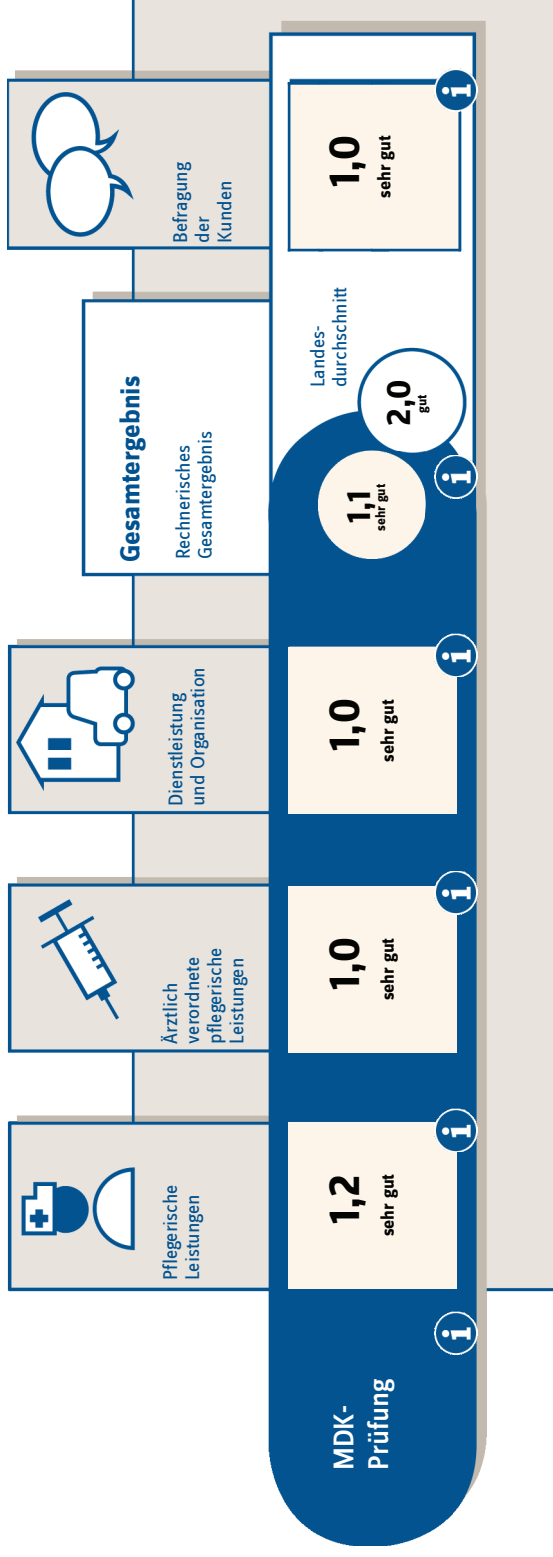 Pflegerische
Leistungen
Ärztlich
verordnete
pflegerische
Leistungen
Dienstleistung
und Organisation
Gesamtergebnis
Rechnerisches
Gesamtergebnis
Befragung
der
Kunden
MDK-
Prüfung
1,2
sehr gut
1,0
sehr gut
1,0
sehr gut
1,1
sehr gut
Landes-
durchschnitt
2,0
gut
1,0
sehr gut
i
i
i
i
i
i